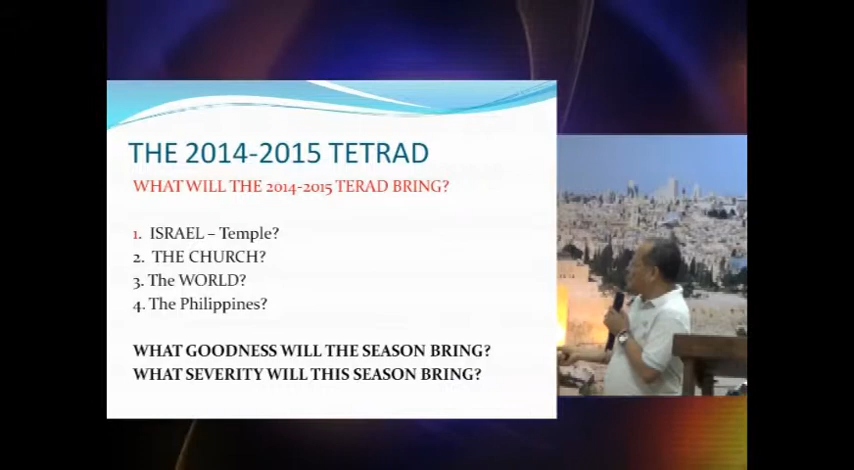 THE 2014-2015 TETRAD
WHAT WILL THE 2014-2015 TERAD BRING?
1. ISRAEL – Temple?
2. THE CHURCH?
3. The WORLD?
4. The Philippines?
WHAT GOODNESS WILL THE SEASON BRING?
WHAT SEVERITY WILL THIS SEASON BRING?